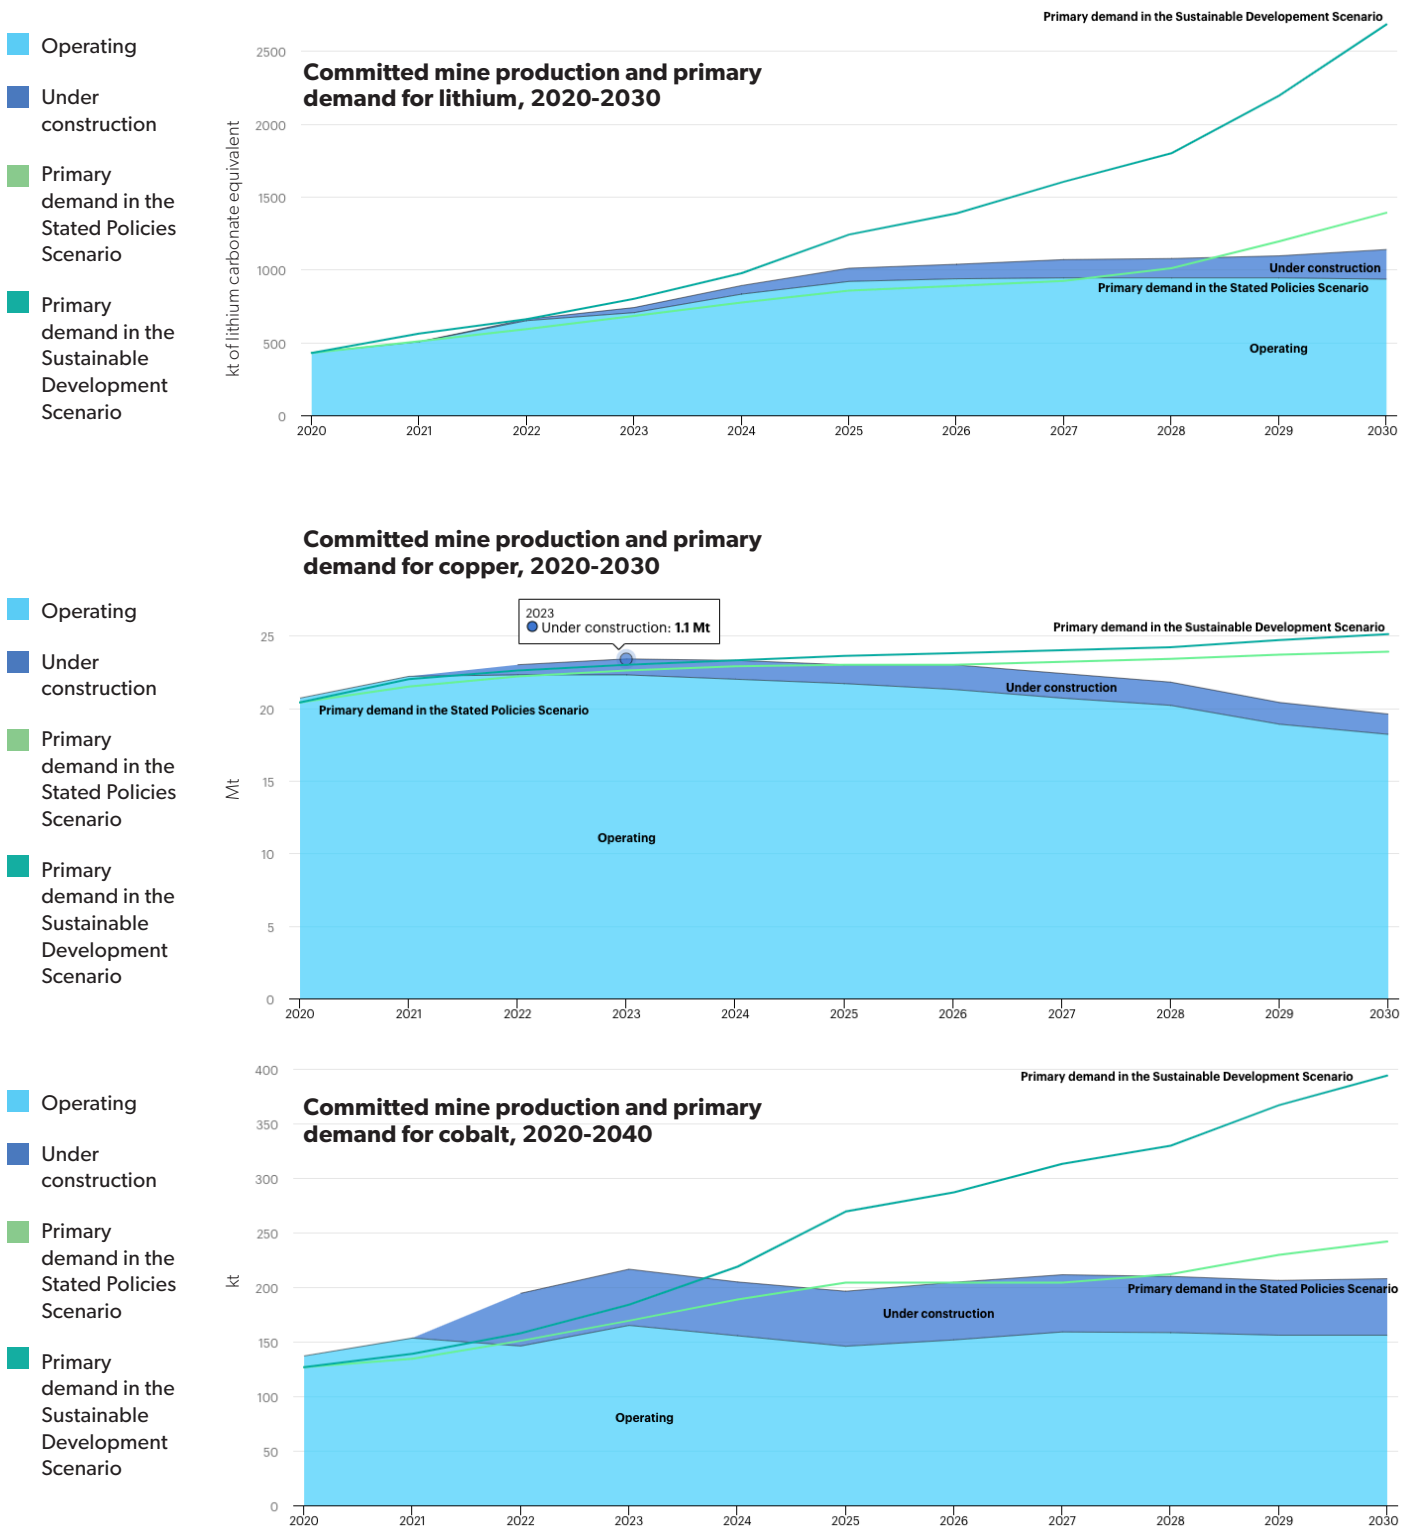 Primary demand in the Sustainable Developement Scenario
Operating
Under
construction
Primary
demand in the
Stated Policies
Scenario
Primary
demand in the
Sustainable
Development
Scenario
Committed mine production and primary
demand for lithium, 2020-2030
kt of lithium carbonate equivalent
2500
2000
1500
1000
500
0
Under construction
Primary demand in the Stated Policies Scenario
Operating
2020 2021 2022 2023 2024 2025 2026 2027 2028 2029 2030
Committed mine production and primary
demand for copper, 2020-2030
Operating
Under
construction
Primary
demand in the
Stated Policies
Scenario
Primary
demand in the
Sustainable
Development
Scenario
2023
Under construction: 1.1 Mt
Primary demand in the Sustainable Development Scenario
Under construction
Primary demand in the Stated Policies Scenario
Operating
Mt
25
20
15
10
5
0
2020 2021 2022 2023 2024 2025 2026 2027 2028 2029 2030
Operating
Under
construction
Primary
demand in the
Stated Policies
Scenario
Primary
demand in the
Sustainable
Development
Scenario
Primary demand in the Sustainable Development Scenario
Committed mine production and primary
demand for cobalt, 2020-2040
kt
400
350
300
250
200
150
100
50
0
Primary demand in the Stated Policies Scenario
Under construction
Operating
2020 2021 2022 2023 2024 2025 2026 2027 2028 2029 2030